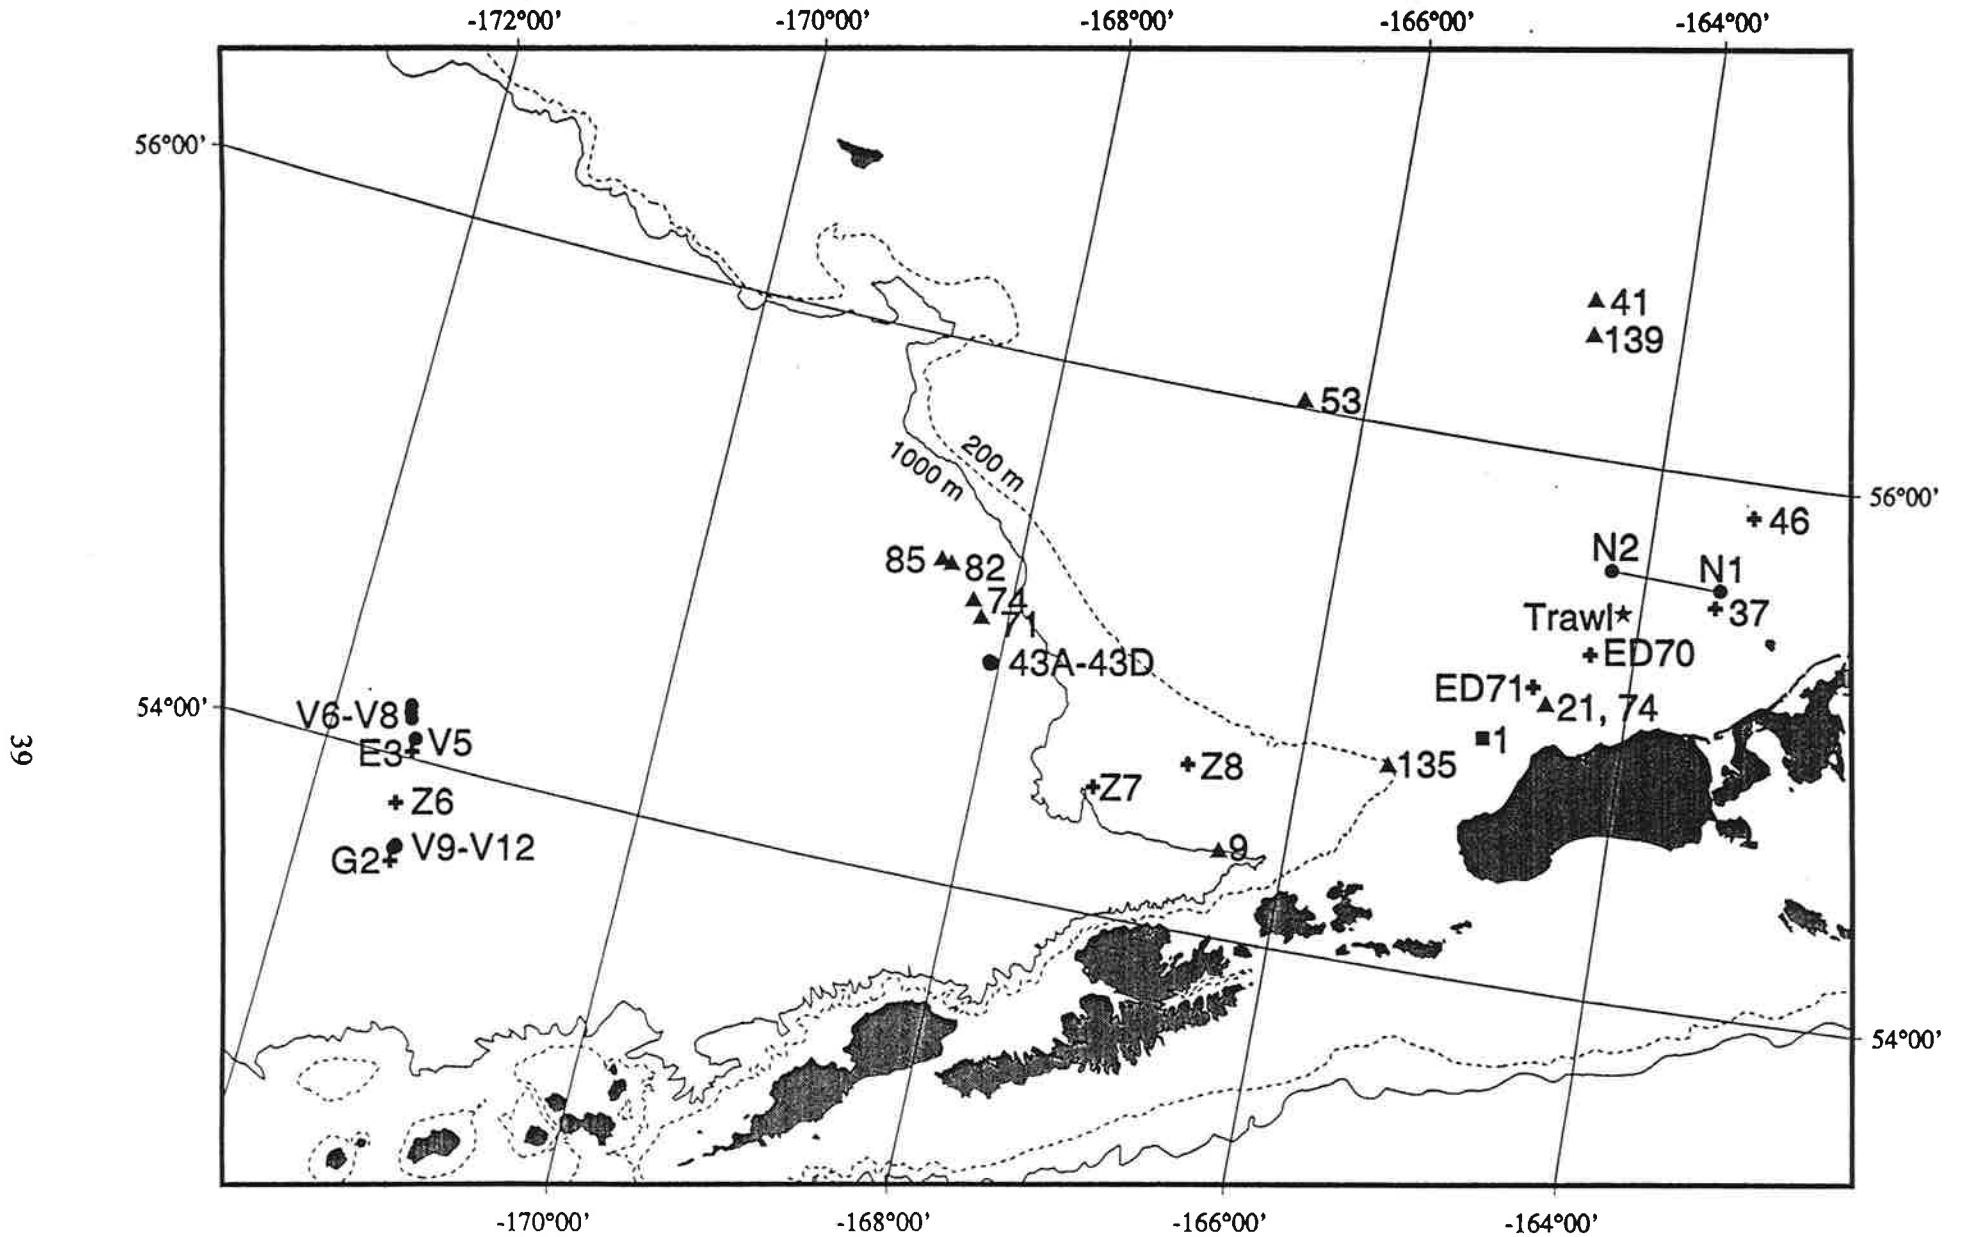 -172°00' -170°00' -168°00' -166°00' -164°00'
56°00'
41
139
53
200 m
1000 m
56°00'
46
N2
N1
85
82
74
71
37
Trawl
ED70
43A-43D
ED71
21, 74
54°00'
V6-V8
V5
E3
1
135
Z8
Z7
Z6
V9-V12
G2
9
39
54°00'
-170°00' -168°00' -166°00' -164°00'